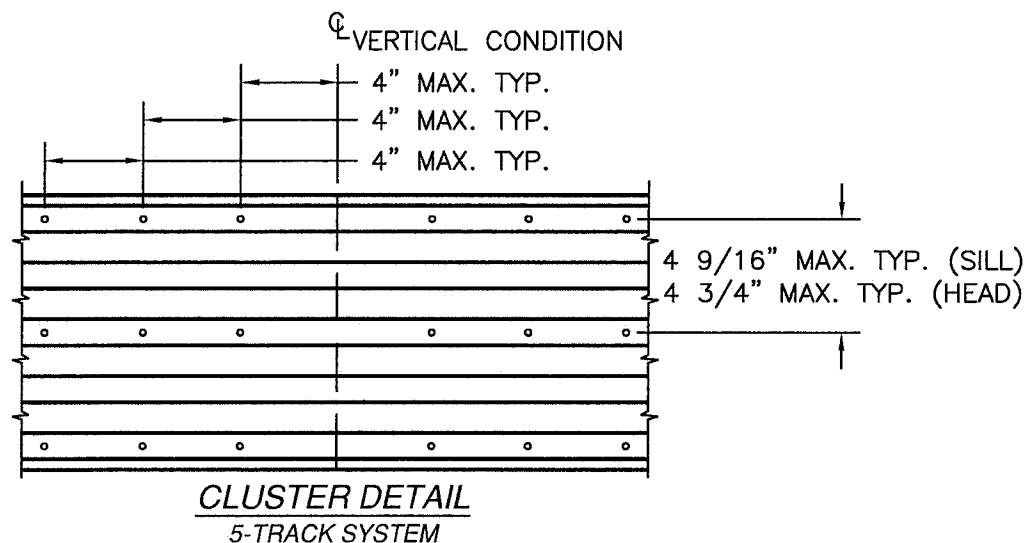 ℄ VERTICAL CONDITION
4" MAX. TYP.
4" MAX. TYP.
4" MAX. TYP.
4 9/16" MAX. TYP. (SILL)
4 3/4" MAX. TYP. (HEAD)
CLUSTER DETAIL
5-TRACK SYSTEM